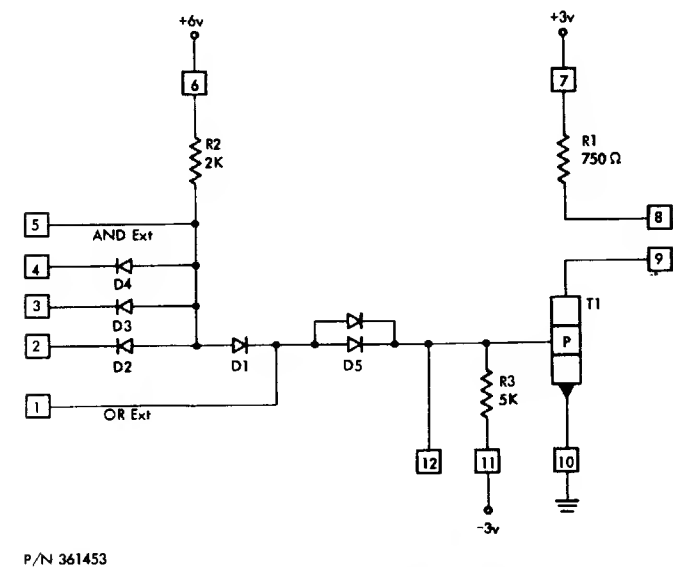 +6v
+3v
6
7
R2
2K
R1
750 Ω
5
AND Ext
8
4
D4
9
3
D3
T1
2
D2
D1
D5
P
R3
5K
1
OR Ext
12
11
10
-3v
P/N 361453